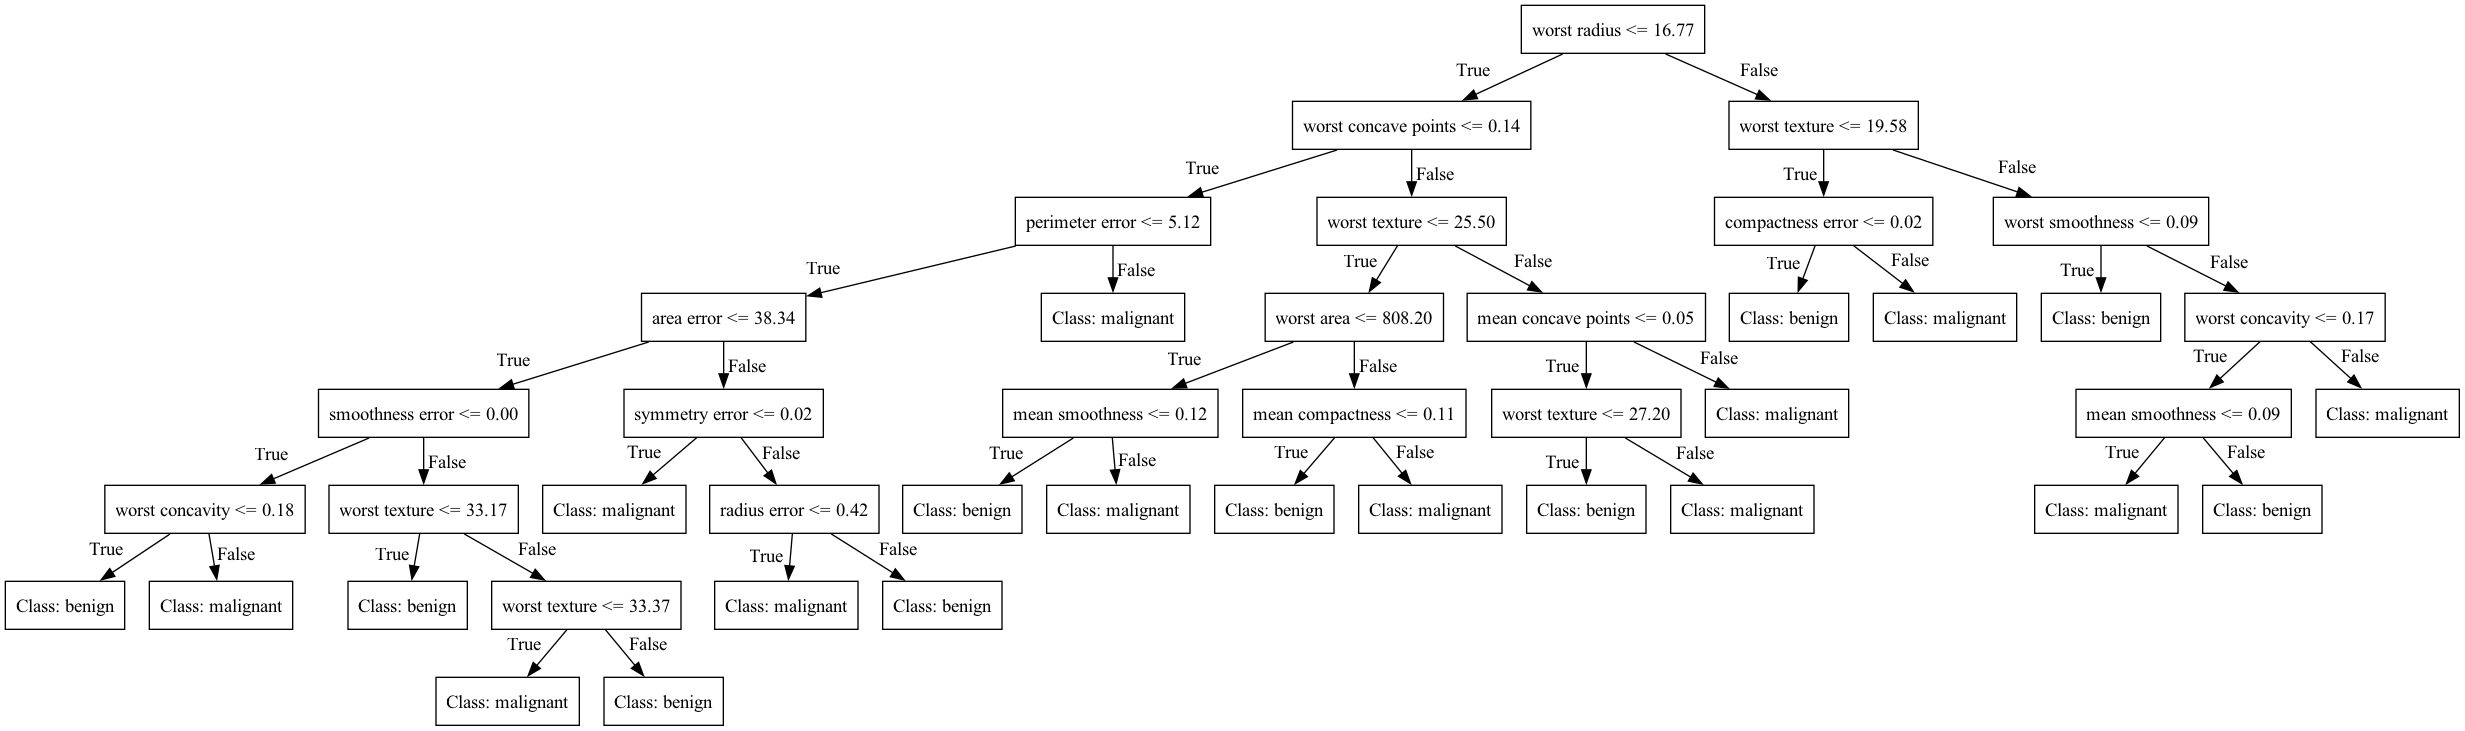 worst radius <= 16.77
True
False
worst concave points <= 0.14
worst texture <= 19.58
True
False
True
False
perimeter error <= 5.12
worst texture <= 25.50
compactness error <= 0.02
worst smoothness <= 0.09
True
False
True
False
True
False
True
False
area error <= 38.34
Class: malignant
worst area <= 808.20
mean concave points <= 0.05
Class: benign
Class: malignant
Class: benign
worst concavity <= 0.17
True
False
True
False
True
False
True
False
smoothness error <= 0.00
symmetry error <= 0.02
mean smoothness <= 0.12
mean compactness <= 0.11
worst texture <= 27.20
Class: malignant
mean smoothness <= 0.09
Class: malignant
True
False
True
False
True
False
True
False
True
False
True
False
worst concavity <= 0.18
worst texture <= 33.17
Class: malignant
radius error <= 0.42
Class: benign
Class: malignant
Class: benign
Class: malignant
Class: benign
Class: malignant
Class: malignant
Class: benign
True
False
True
False
True
False
Class: benign
Class: malignant
Class: benign
worst texture <= 33.37
Class: malignant
Class: benign
True
False
Class: malignant
Class: benign